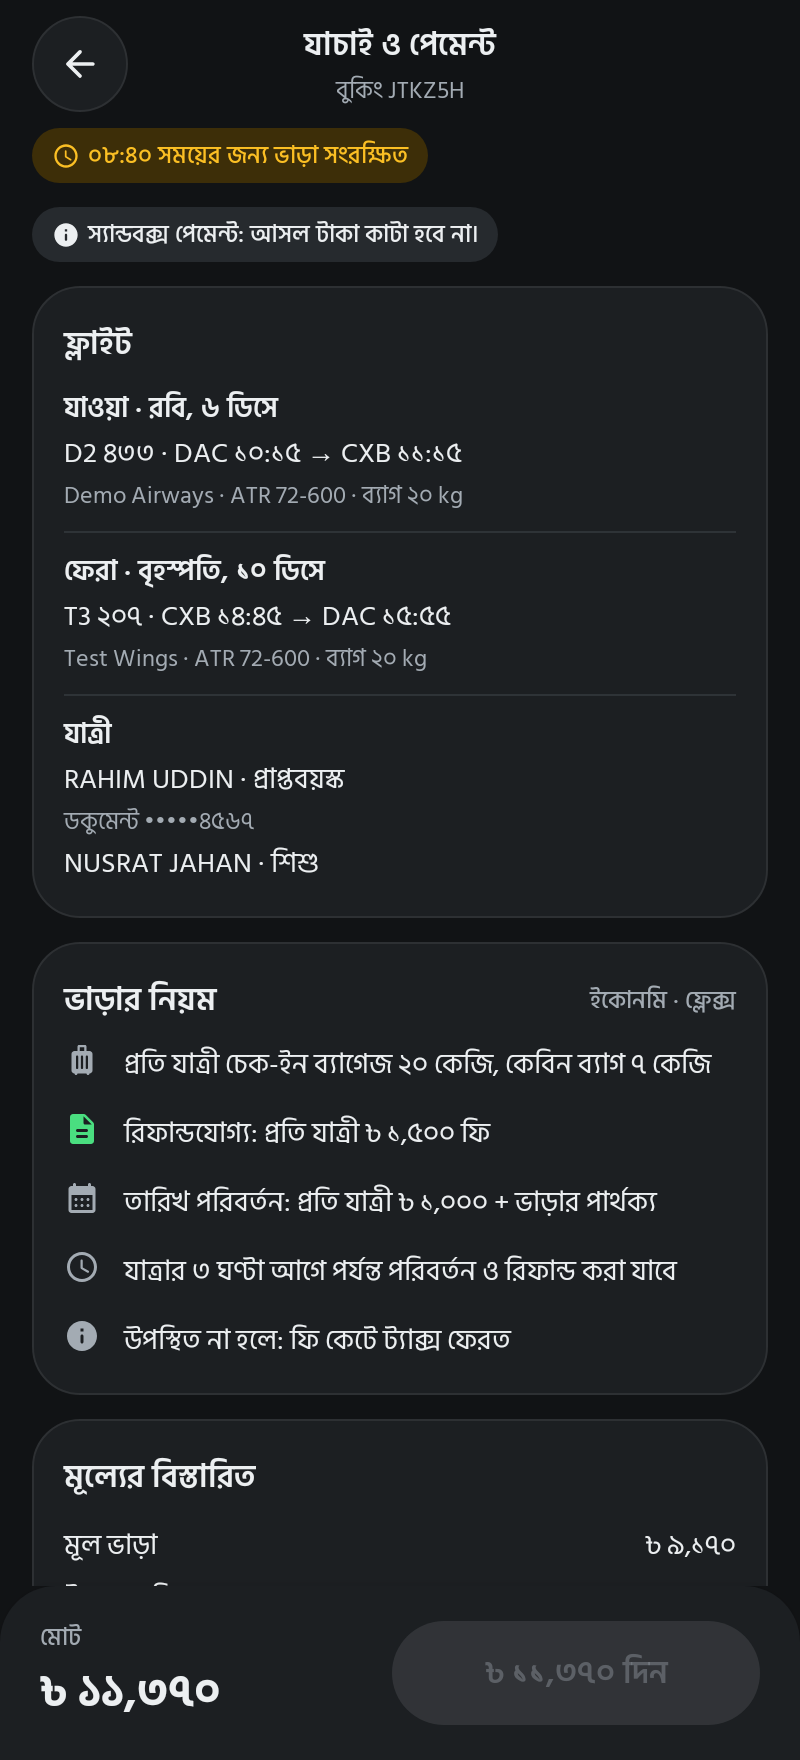 যাচাই ও পেমেন্ট
বুকিং JTKZ5H
০৮:৪০ সময়ের জন্য ভাড়া সংরক্ষিত
স্যান্ডবক্স পেমেন্ট: আসল টাকা কাটা হবে না।
ফ্লাইট
যাওয়া · রবি, ৬ ডিসে
D2 ৪৩৩ · DAC ১০:১৫ → CXB ১১:১৫
Demo Airways · ATR 72-600 · ব্যাগ ২০ kg
ফেরা · বৃহস্পতি, ১০ ডিসে
T3 ২০৭ · CXB ১৪:৪৫ → DAC ১৫:৫৫
Test Wings · ATR 72-600 · ব্যাগ ২০ kg
যাত্রী
RAHIM UDDIN · প্রাপ্তবয়স্ক
ডকুমেন্ট •••••৪৫৬৭
NUSRAT JAHAN · শিশু
ভাড়ার নিয়ম
ইকোনমি · ফ্লেক্স
প্রতি যাত্রী চেক-ইন ব্যাগেজ ২০ কেজি, কেবিন ব্যাগ ৭ কেজি
রিফান্ডযোগ্য: প্রতি যাত্রী ৳ ১,৫০০ ফি
তারিখ পরিবর্তন: প্রতি যাত্রী ৳ ১,০০০ + ভাড়ার পার্থক্য
যাত্রার ৩ ঘণ্টা আগে পর্যন্ত পরিবর্তন ও রিফান্ড করা যাবে
উপস্থিত না হলে: ফি কেটে ট্যাক্স ফেরত
মূল্যের বিস্তারিত
মূল ভাড়া ৳ ৯,১৭০
মোট
৳ ১১,৩৭০
৳ ১১,৩৭০ দিন